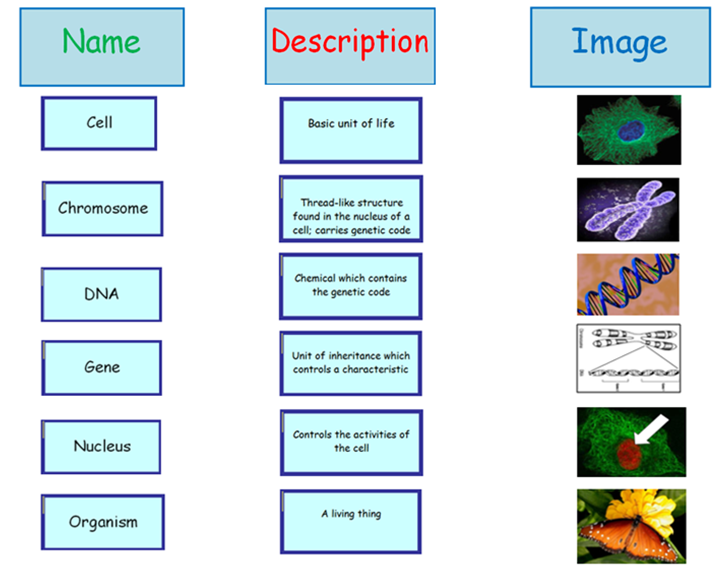 Name
Description
Image
Cell
Basic unit of life
Chromosome
Thread-like structure
found in the nucleus of a
cell; carries genetic code
DNA
Chemical which contains
the genetic code
Gene
Unit of inheritance which
controls a characteristic
Nucleus
Controls the activities of
the cell
Organism
A living thing